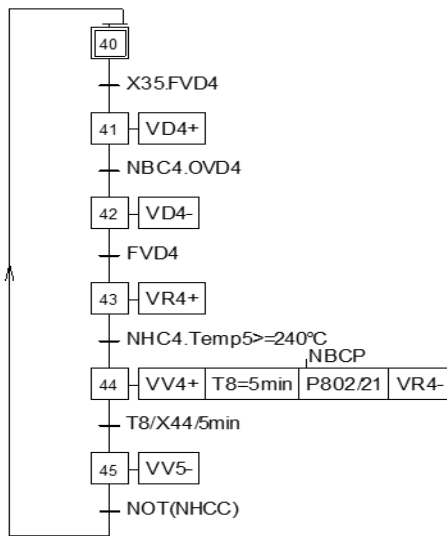 40
X35.FVD4
41 VD4+
NBC4.OVD4
42 VD4-
FVD4
43 VR4+
NHC4.Temp5>=240°C
NBCP
44 VV4+ T8=5min P802/21 VR4-
T8/X44/5min
45 VV5-
NOT(NHCC)